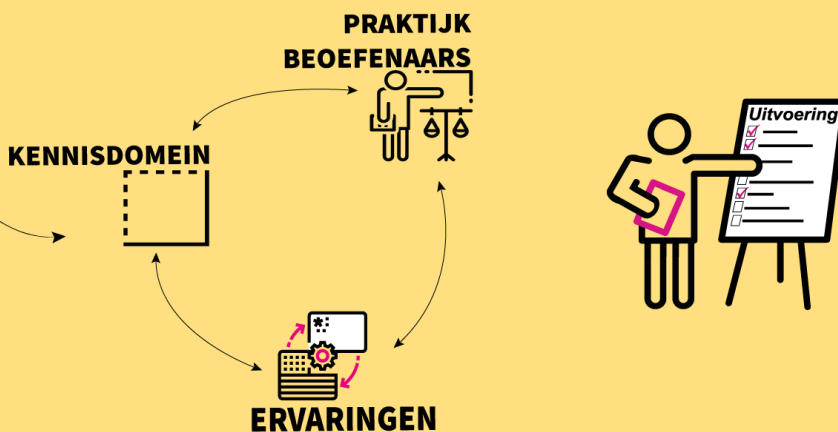 PRAKTIJK
BEOEFENAARS
KENNISDOMEIN
Uitvoering
ERVARINGEN